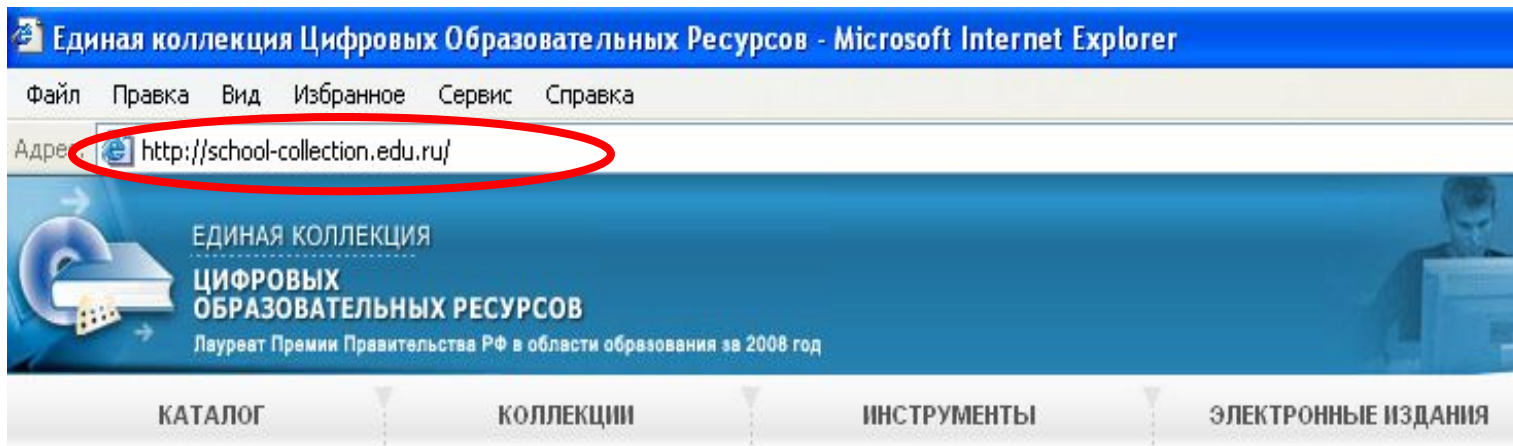 Единая коллекция Цифровых Образовательных Ресурсов - Microsoft Internet Explorer
Файл Правка Вид Избранное Сервис Справка
http://school-collection.edu.ru/
ЕДИНАЯ КОЛЛЕКЦИЯ
ЦИФРОВЫХ
ОБРАЗОВАТЕЛЬНЫХ РЕСУРСОВ
Лауреат Премии Правительства РФ в области образования за 2008 год
КАТАЛОГ КОЛЛЕКЦИИ ИНСТРУМЕНТЫ ЭЛЕКТРОННЫЕ ИЗДАНИЯ